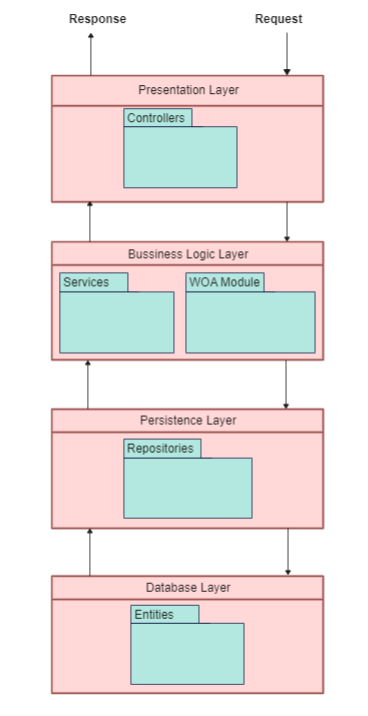 Response
Request
Presentation Layer
Controllers
Bussiness Logic Layer
Services
WOA Module
Persistence Layer
Repositories
Database Layer
Entities